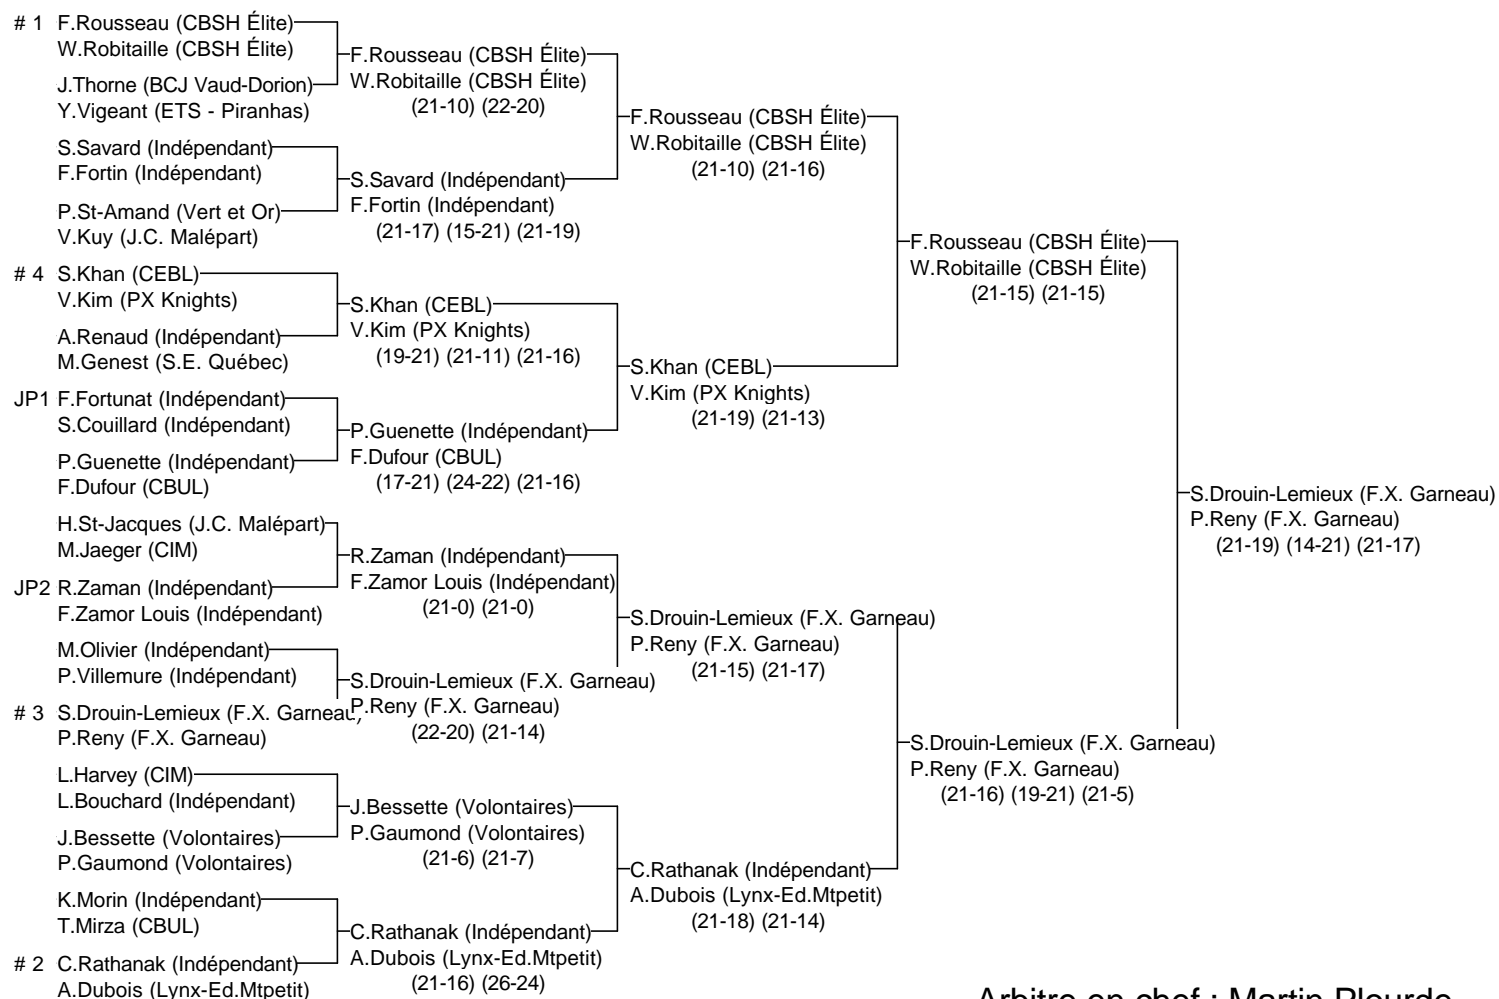 # 1 F.Rousseau (CBSH Élite)
W.Robitaille (CBSH Élite)
J.Thorne (BCJ Vaud-Dorion)
Y.Vigeant (ETS - Piranhas)
S.Savard (Indépendant)
F.Fortin (Indépendant)
P.St-Amand (Vert et Or)
V.Kuy (J.C. Malépart)
# 4 S.Khan (CEBL)
V.Kim (PX Knights)
A.Renaud (Indépendant)
M.Genest (S.E. Québec)
JP1 F.Fortunat (Indépendant)
S.Couillard (Indépendant)
P.Guenette (Indépendant)
F.Dufour (CBUL)
H.St-Jacques (J.C. Malépart)
M.Jaeger (CIM)
JP2 R.Zaman (Indépendant)
F.Zamor Louis (Indépendant)
M.Olivier (Indépendant)
P.Villemure (Indépendant)
# 3 S.Drouin-Lemieux (F.X. Garneau)
P.Reny (F.X. Garneau)
L.Harvey (CIM)
L.Bouchard (Indépendant)
J.Bessette (Volontaires)
P.Gaumond (Volontaires)
K.Morin (Indépendant)
T.Mirza (CBUL)
# 2 C.Rathanak (Indépendant)
A.Dubois (Lynx-Ed.Mtpetit)
F.Rousseau (CBSH Élite)
W.Robitaille (CBSH Élite)
(21-10) (22-20)
S.Savard (Indépendant)
F.Fortin (Indépendant)
(21-17) (15-21) (21-19)
S.Khan (CEBL)
V.Kim (PX Knights)
(19-21) (21-11) (21-16)
P.Guenette (Indépendant)
F.Dufour (CBUL)
(17-21) (24-22) (21-16)
R.Zaman (Indépendant)
F.Zamor Louis (Indépendant)
(21-0) (21-0)
S.Drouin-Lemieux (F.X. Garneau)
P.Reny (F.X. Garneau)
(22-20) (21-14)
J.Bessette (Volontaires)
P.Gaumond (Volontaires)
(21-6) (21-7)
C.Rathanak (Indépendant)
A.Dubois (Lynx-Ed.Mtpetit)
(21-16) (26-24)
F.Rousseau (CBSH Élite)
W.Robitaille (CBSH Élite)
(21-10) (21-16)
S.Khan (CEBL)
V.Kim (PX Knights)
(21-19) (21-13)
S.Drouin-Lemieux (F.X. Garneau)
P.Reny (F.X. Garneau)
(21-15) (21-17)
C.Rathanak (Indépendant)
A.Dubois (Lynx-Ed.Mtpetit)
(21-18) (21-14)
F.Rousseau (CBSH Élite)
W.Robitaille (CBSH Élite)
(21-15) (21-15)
S.Drouin-Lemieux (F.X. Garneau)
P.Reny (F.X. Garneau)
(21-16) (19-21) (21-5)
S.Drouin-Lemieux (F.X. Garneau)
P.Reny (F.X. Garneau)
(21-19) (14-21) (21-17)
Arbitre en chef : Martin Plourde